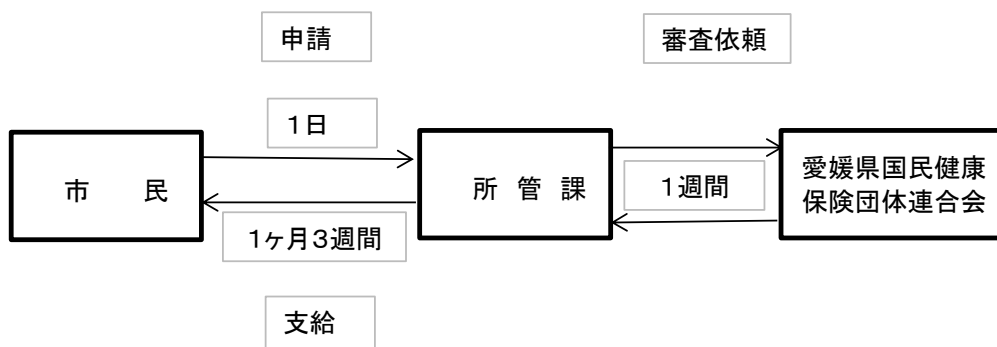 申請
審査依頼
1日
市　　民
所　管　課
1週間
愛媛県国民健康
保険団体連合会
1ヶ月3週間
支給